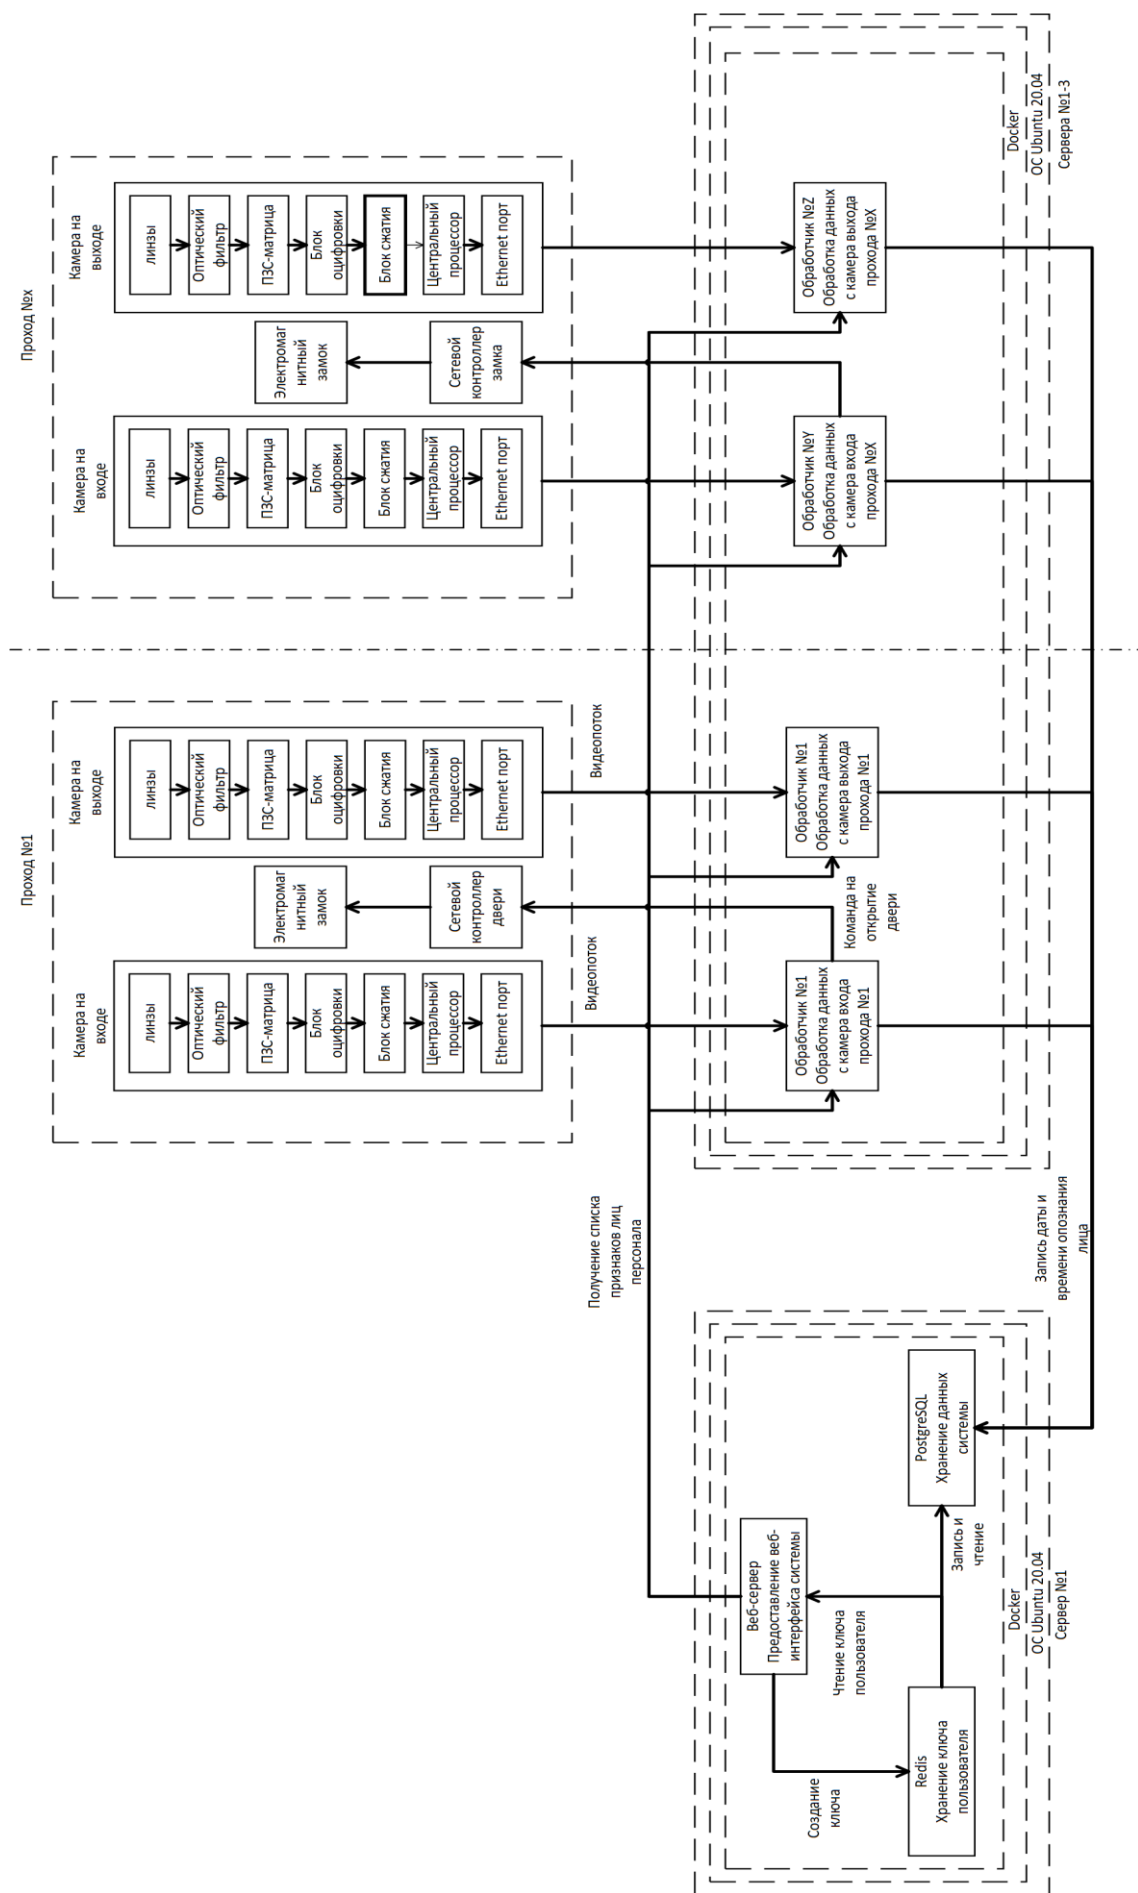 Проход №1
Камера на
входе
линзы
Оптический
фильтр
ПЗС-матрица
Блок
оцифровки
Блок сжатия
Центральный
процессор
Ethernet порт
Электромаг
нитный
замок
Сетевой
контроллер
двери
Камера на
выходе
линзы
Оптический
фильтр
ПЗС-матрица
Блок
оцифровки
Блок сжатия
Центральный
процессор
Ethernet порт
Проход №x
Камера на
входе
линзы
Оптический
фильтр
ПЗС-матрица
Блок
оцифровки
Блок сжатия
Центральный
процессор
Ethernet порт
Электромаг
нитный
замок
Сетевой
контроллер
замка
Камера на
выходе
линзы
Оптический
фильтр
ПЗС-матрица
Блок
оцифровки
Блок сжатия
Центральный
процессор
Ethernet порт
Видеопоток
Видеопоток
Получение списка
признаков лиц
персонала
Веб-сервер
Предоставление веб-
интерфейса системы
Создание
ключа
Чтение ключа
пользователя
Redis
Хранение ключа
пользователя
PostgreSQL
Хранение данных
системы
Запись и
чтение
Docker
ОС Ubuntu 20.04
Сервер №1
Обработчик №1
Обработка данных
с камера входа
прохода №1
Команда на
открытие
двери
Обработчик №1
Обработка данных
с камера выхода
прохода №1
Обработчик №Y
Обработка данных
с камера входа
прохода №X
Обработчик №Z
Обработка данных
с камера выхода
прохода №X
Docker
ОС Ubuntu 20.04
Сервера №1-3
Запись даты и
времени опознания
лица